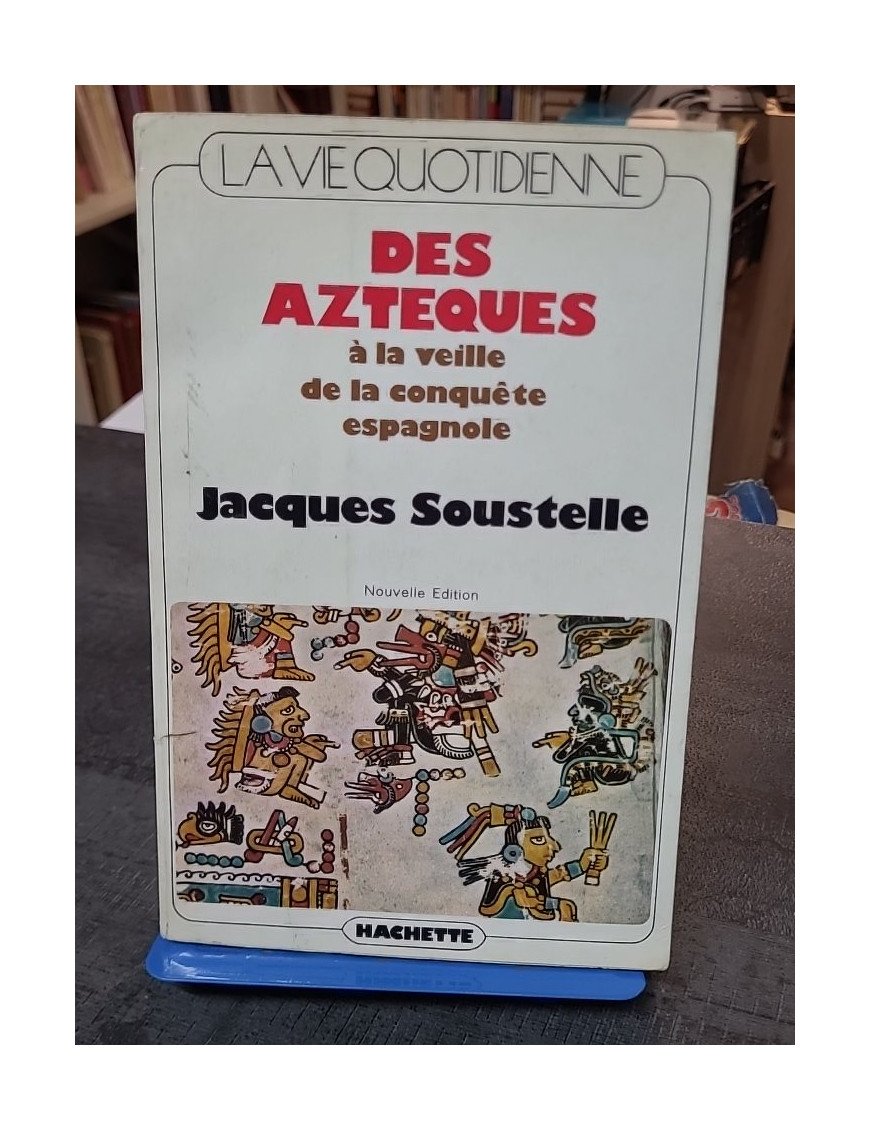 LA VIE QUOTIDIENNE
DES
AZTEQUES
à la veille
de la conquête
espagnole
Jacques Soustelle
Nouvelle Edition
HACHETTE